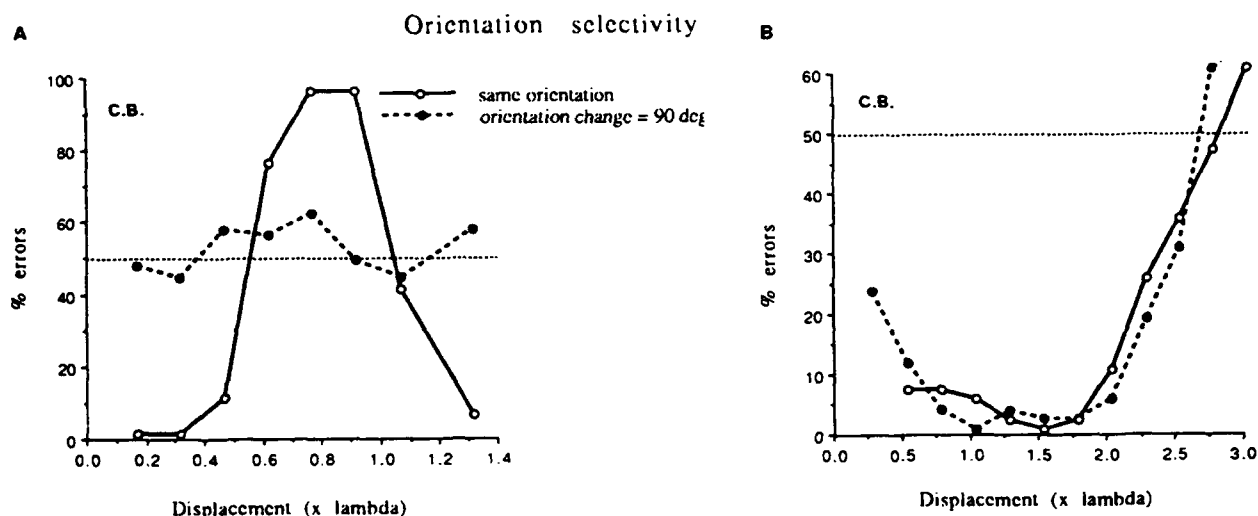 Orientation selectivity
A
C.B.
same orientation
orientation change = 90 deg
100
80
60
40
20
0
% errors
0.0 0.2 0.4 0.6 0.8 1.0 1.2 1.4
Displacement (x lambda)
B
C.B.
60
50
40
30
20
10
0
% errors
0.0 0.5 1.0 1.5 2.0 2.5 3.0
Displacement (x lambda)